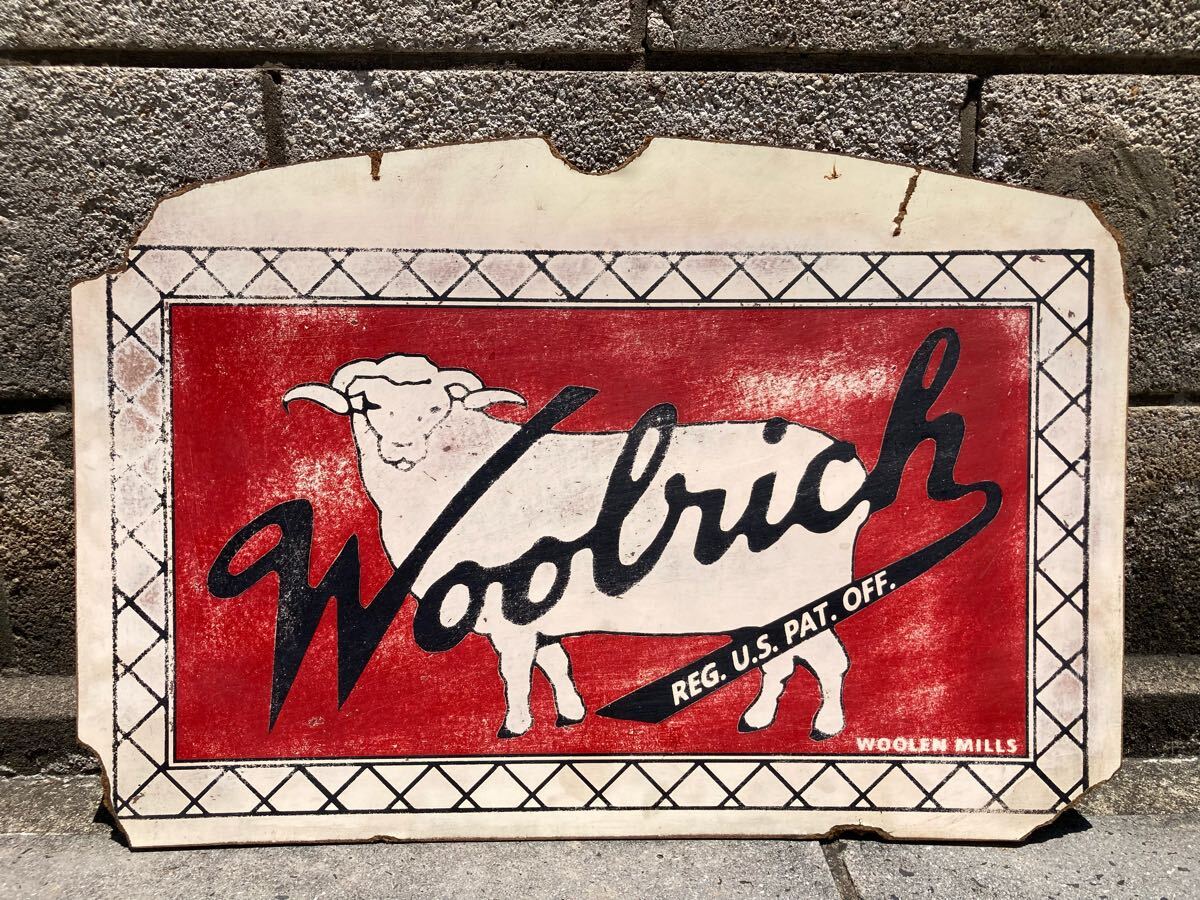 Woolrich
REG. U.S. PAT. OFF.
WOOLEN MILLS